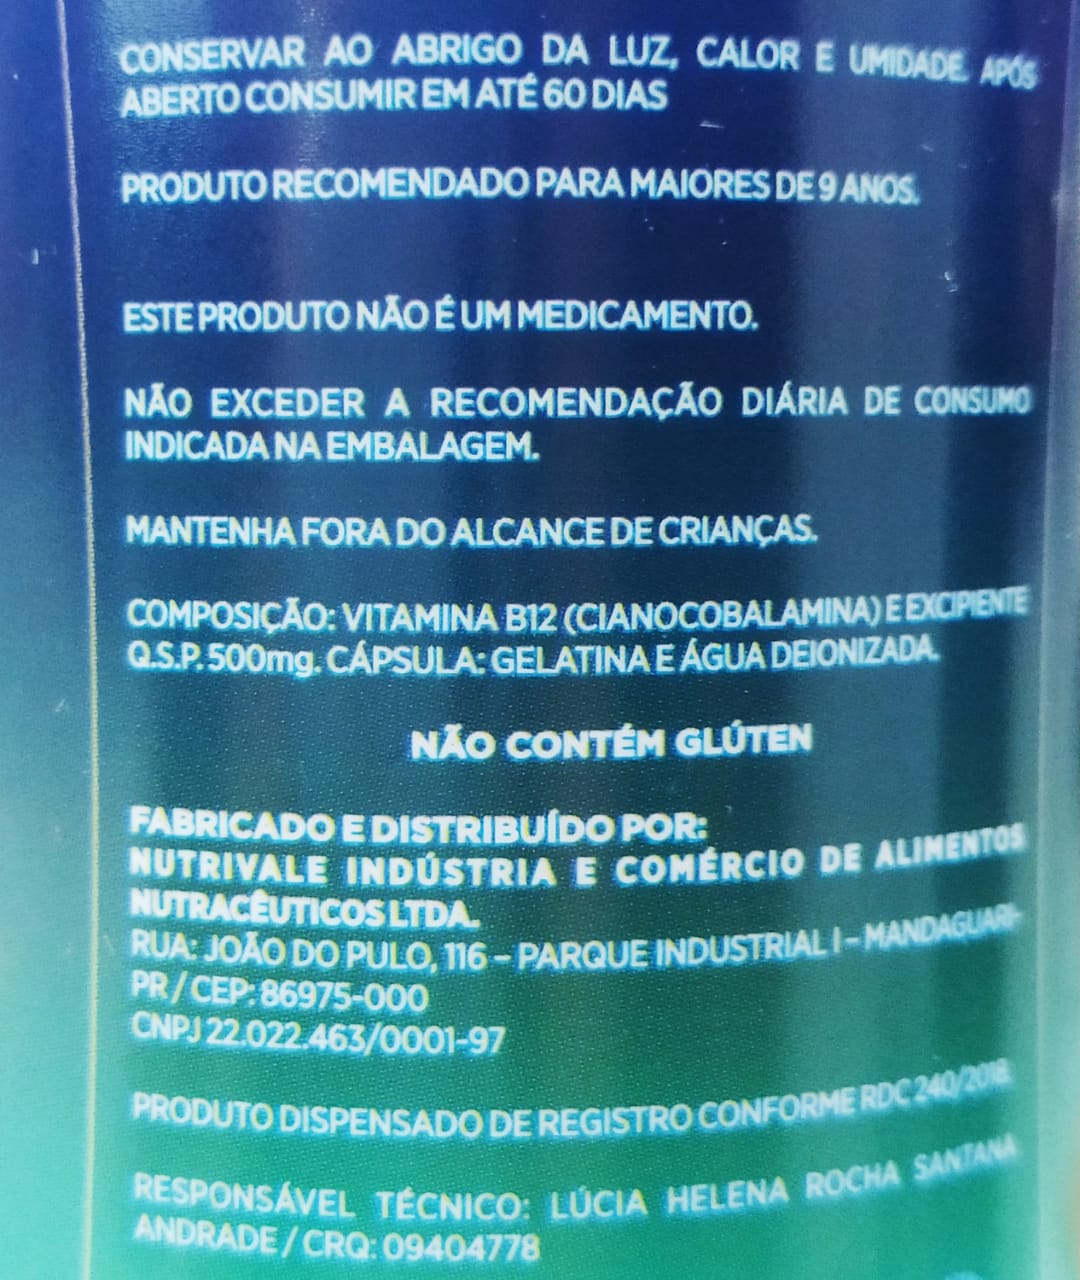 CONSERVAR AO ABRIGO DA LUZ, CALOR E UMIDADE. APÓS
ABERTO CONSUMIR EM ATÉ 60 DIAS
PRODUTO RECOMENDADO PARA MAIORES DE 9 ANOS.
ESTE PRODUTO NÃO É UM MEDICAMENTO.
NÃO EXCEDER A RECOMENDAÇÃO DIÁRIA DE CONSUMO
INDICADA NA EMBALAGEM.
MANTENHA FORA DO ALCANCE DE CRIANÇAS.
COMPOSIÇÃO: VITAMINA B12 (CIANOCOBALAMINA) E EXCIPIENTE
Q.S.P. 500mg. CÁPSULA: GELATINA E ÁGUA DEIONIZADA.
NÃO CONTÉM GLÚTEN
FABRICADO E DISTRIBUÍDO POR:
NUTRIVALE INDÚSTRIA E COMÉRCIO DE ALIMENTOS
NUTRACÊUTICOS LTDA.
RUA: JOÃO DO PULO, 116 – PARQUE INDUSTRIAL I – MANDAGUARI-
PR / CEP: 86975-000
CNPJ 22.022.463/0001-97
PRODUTO DISPENSADO DE REGISTRO CONFORME RDC 240/2018.
RESPONSÁVEL TÉCNICO: LÚCIA HELENA ROCHA SANTANA
ANDRADE / CRQ: 09404778